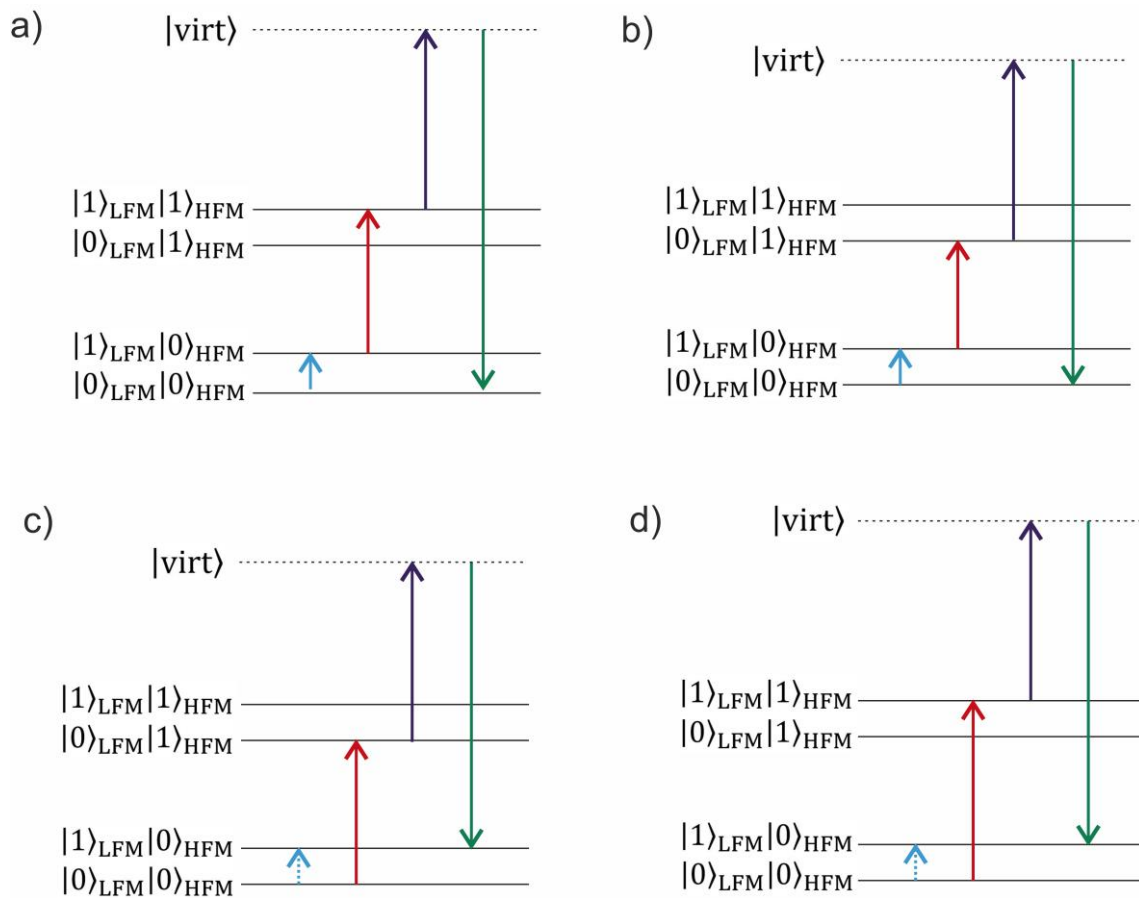 a)
|virt⟩
|1⟩LFM|1⟩HFM
|0⟩LFM|1⟩HFM
|1⟩LFM|0⟩HFM
|0⟩LFM|0⟩HFM
b)
|virt⟩
|1⟩LFM|1⟩HFM
|0⟩LFM|1⟩HFM
|1⟩LFM|0⟩HFM
|0⟩LFM|0⟩HFM
c)
|virt⟩
|1⟩LFM|1⟩HFM
|0⟩LFM|1⟩HFM
|1⟩LFM|0⟩HFM
|0⟩LFM|0⟩HFM
d)
|virt⟩
|1⟩LFM|1⟩HFM
|0⟩LFM|1⟩HFM
|1⟩LFM|0⟩HFM
|0⟩LFM|0⟩HFM